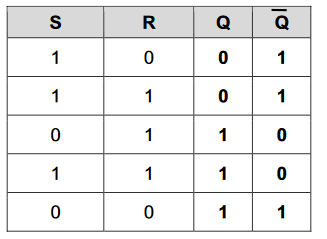 S R Q Q̅
1 0 0 1
1 1 0 1
0 1 1 0
1 1 1 0
0 0 1 1